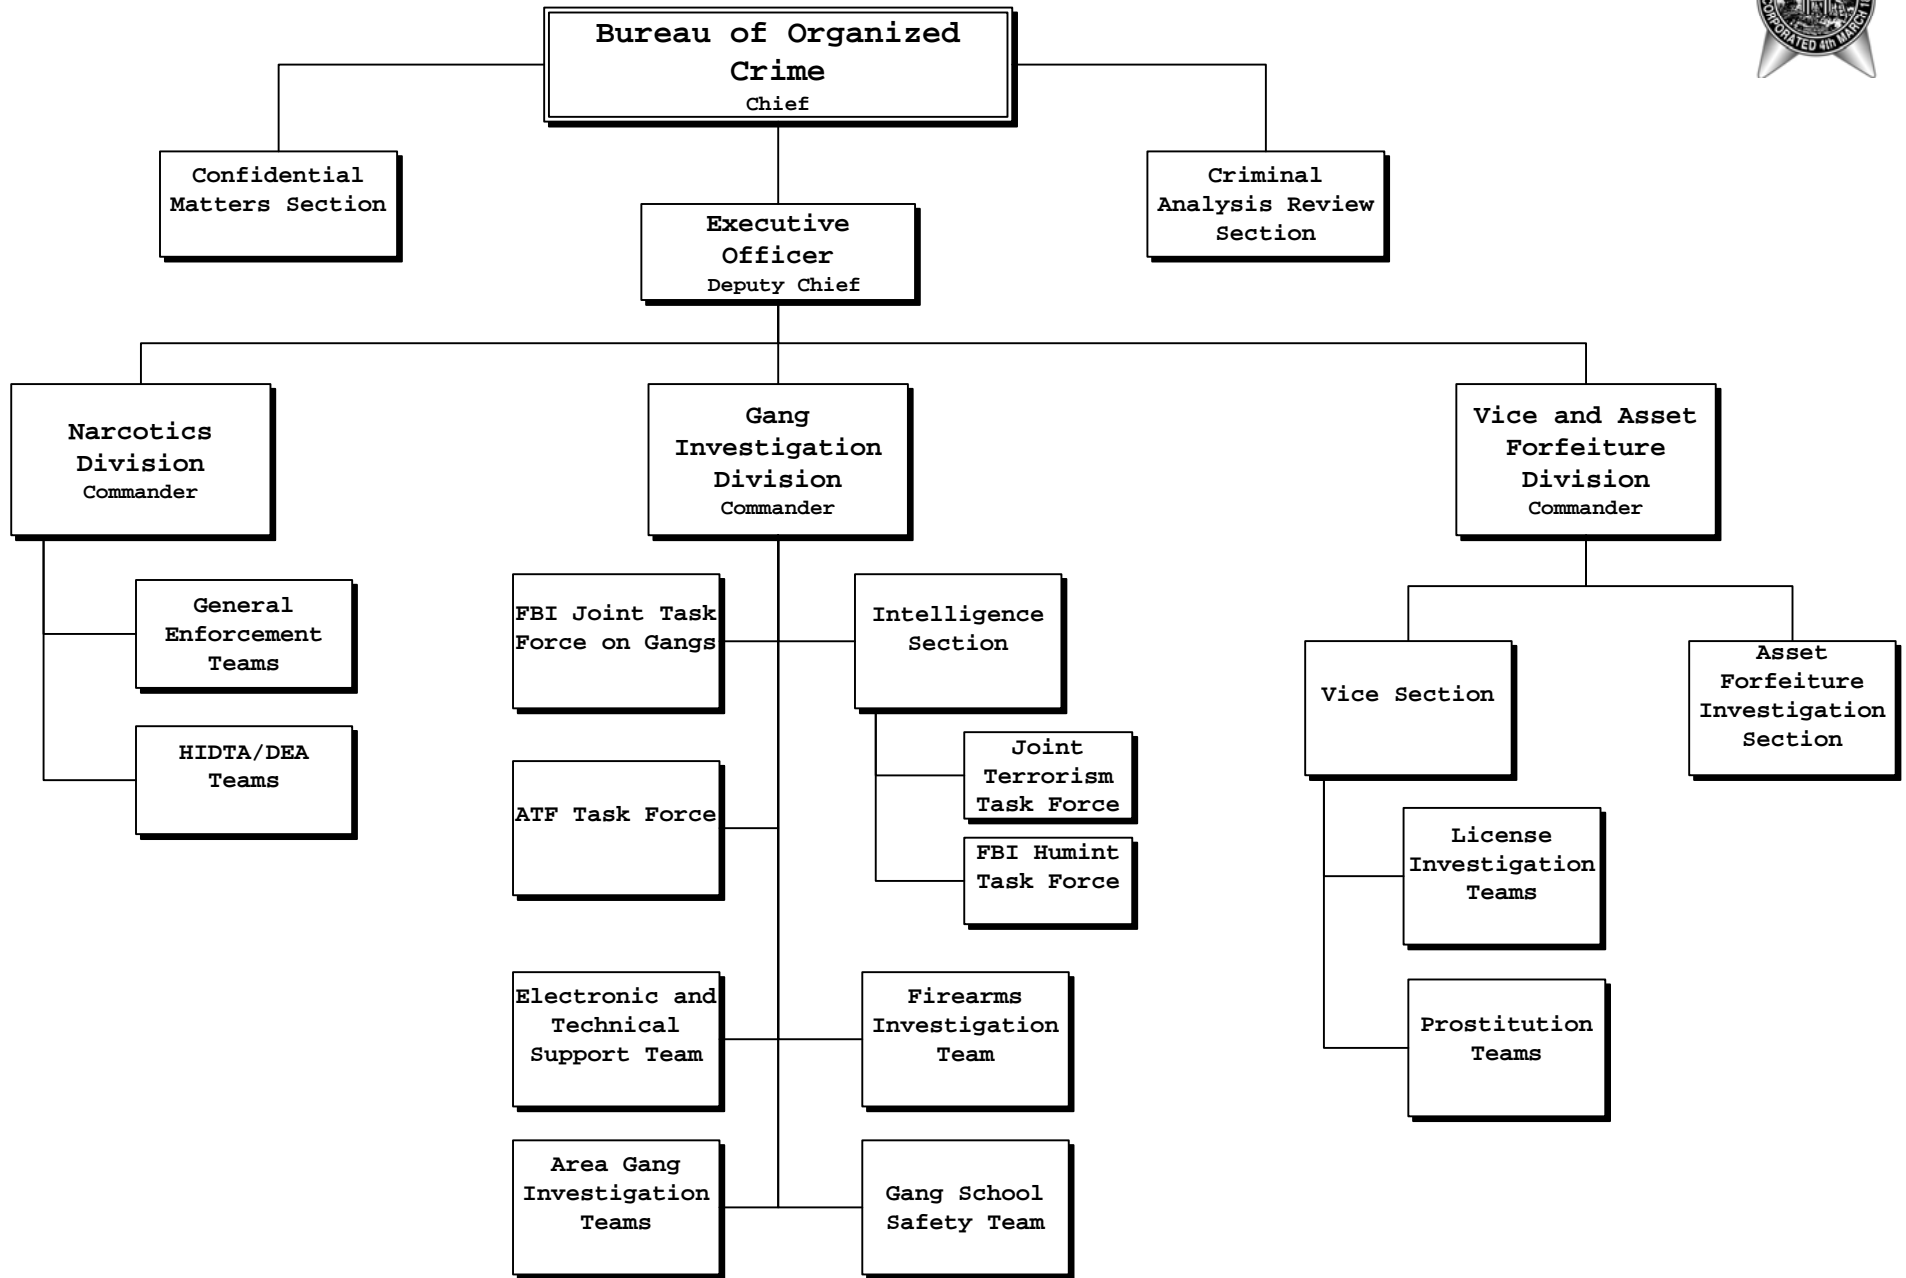 Bureau of Organized
Crime
Chief
CORPORATED 4th MARCH
Confidential
Matters Section
Criminal
Analysis Review
Section
Executive
Officer
Deputy Chief
Narcotics
Division
Commander
Gang
Investigation
Division
Commander
Vice and Asset
Forfeiture
Division
Commander
General
Enforcement
Teams
HIDTA/DEA
Teams
FBI Joint Task
Force on Gangs
Intelligence
Section
Joint
Terrorism
Task Force
FBI Humint
Task Force
ATF Task Force
Electronic and
Technical
Support Team
Firearms
Investigation
Team
Area Gang
Investigation
Teams
Gang School
Safety Team
Vice Section
Asset
Forfeiture
Investigation
Section
License
Investigation
Teams
Prostitution
Teams